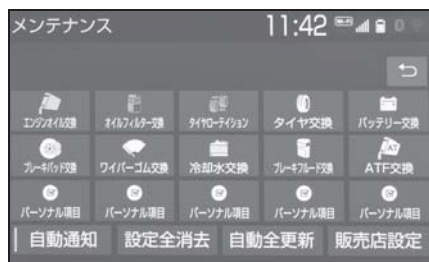 メンテナンス 11:42 Wi-Fi 0
エンジンオイル交換 オイルフィルター交換 タイヤローテイション タイヤ交換 バッテリー交換
ブレーキパッド交換 ワイパーゴム交換 冷却水交換 ブレーキフルード交換 ATF交換
パーソナル項目 パーソナル項目 パーソナル項目 パーソナル項目 パーソナル項目
自動通知 設定全消去 自動全更新 販売店設定